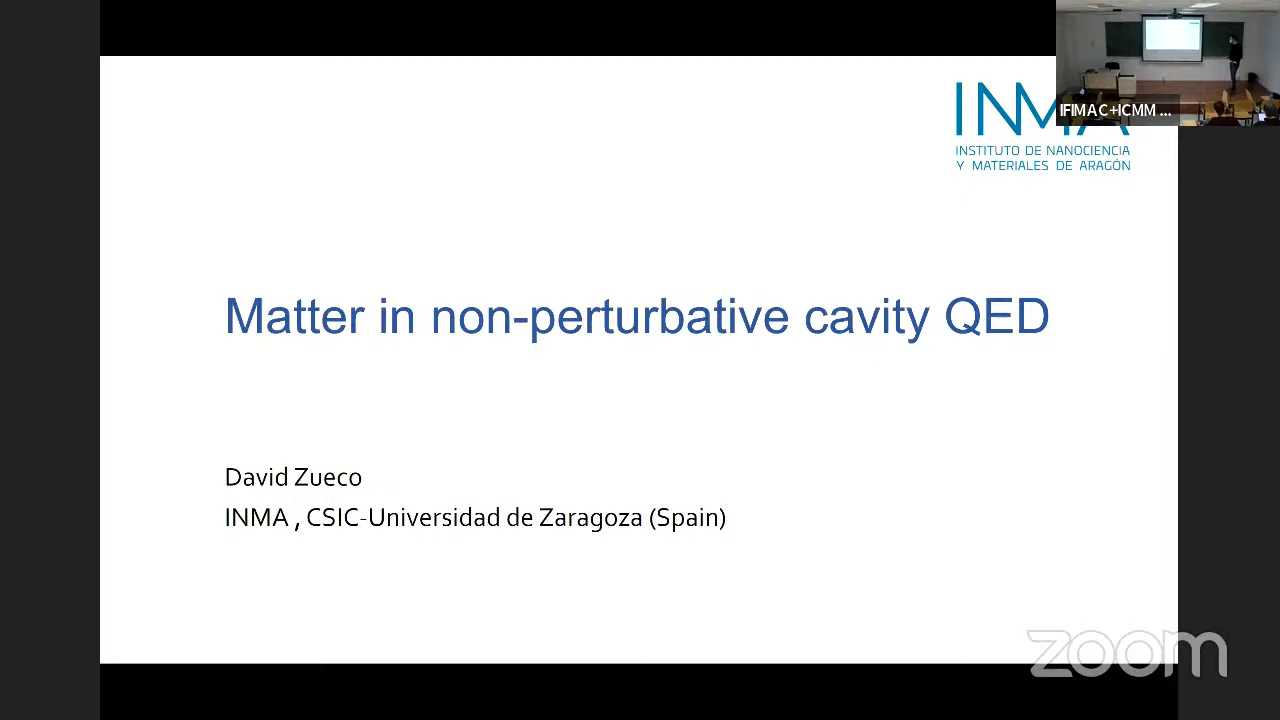 IFIMAC+ICMM ...
INMA
INSTITUTO DE NANOCIENCIA
Y MATERIALES DE ARAGÓN
Matter in non-perturbative cavity QED
David Zueco
INMA , CSIC-Universidad de Zaragoza (Spain)
zoom